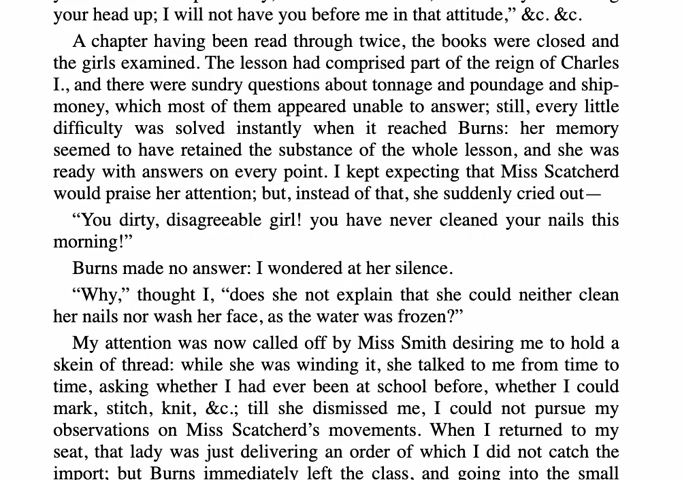 your head up; I will not have you before me in that attitude,” &c. &c.
A chapter having been read through twice, the books were closed and
the girls examined. The lesson had comprised part of the reign of Charles
I., and there were sundry questions about tonnage and poundage and ship-
money, which most of them appeared unable to answer; still, every little
difficulty was solved instantly when it reached Burns: her memory
seemed to have retained the substance of the whole lesson, and she was
ready with answers on every point. I kept expecting that Miss Scatcherd
would praise her attention; but, instead of that, she suddenly cried out—
“You dirty, disagreeable girl! you have never cleaned your nails this
morning!”
Burns made no answer: I wondered at her silence.
“Why,” thought I, “does she not explain that she could neither clean
her nails nor wash her face, as the water was frozen?”
My attention was now called off by Miss Smith desiring me to hold a
skein of thread: while she was winding it, she talked to me from time to
time, asking whether I had ever been at school before, whether I could
mark, stitch, knit, &c.; till she dismissed me, I could not pursue my
observations on Miss Scatcherd’s movements. When I returned to my
seat, that lady was just delivering an order of which I did not catch the
import; but Burns immediately left the class, and going into the small